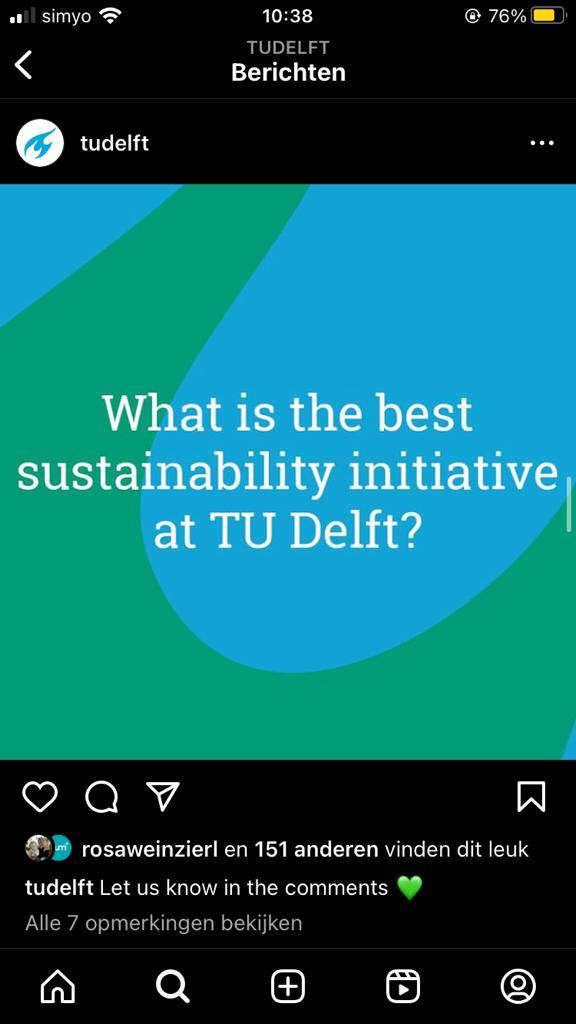 simyo 10:38 76%
TUDELFT
Berichten
tudelft
What is the best
sustainability initiative
at TU Delft?
um
rosaweinzierl en 151 anderen vinden dit leuk
tudelft Let us know in the comments 💚
Alle 7 opmerkingen bekijken